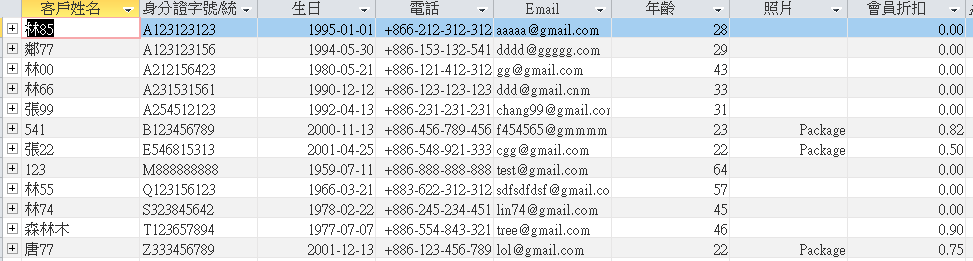 客戶姓名 身分證字號/統 生日 電話 Email 年齡 照片 會員折扣
林85 A123123123 1995-01-01 +866-212-312-312 aaaaa@gmail.com 28 0.00
鄰77 A123123156 1994-05-30 +886-153-132-541 dddd@ggggg.com 29 0.00
林00 A212156423 1980-05-21 +886-121-412-312 gg@gmail.com 43 0.00
林66 A231531561 1990-12-12 +886-123-123-123 ddd@gmail.cnm 33 0.00
張99 A254512123 1992-04-13 +886-231-231-231 chang99@gmail.com 31 0.00
541 B123456789 2000-11-13 +886-456-789-456 f454565@gmmmm 23 Package 0.82
張22 E546815313 2001-04-25 +886-548-921-333 cgg@gmail.com 22 Package 0.50
123 M888888888 1959-07-11 +886-888-888-888 test@gmail.com 64 0.00
林55 Q123156123 1966-03-21 +883-622-312-312 sdfsdfdsf@gmail.co 57 0.00
林74 S323845642 1978-02-22 +886-245-234-451 lin74@gmail.com 45 0.00
森林木 T123657894 1977-07-07 +886-554-843-321 tree@gmail.com 46 0.90
唐77 Z333456789 2001-12-13 +886-123-456-789 lol@gmail.com 22 Package 0.75